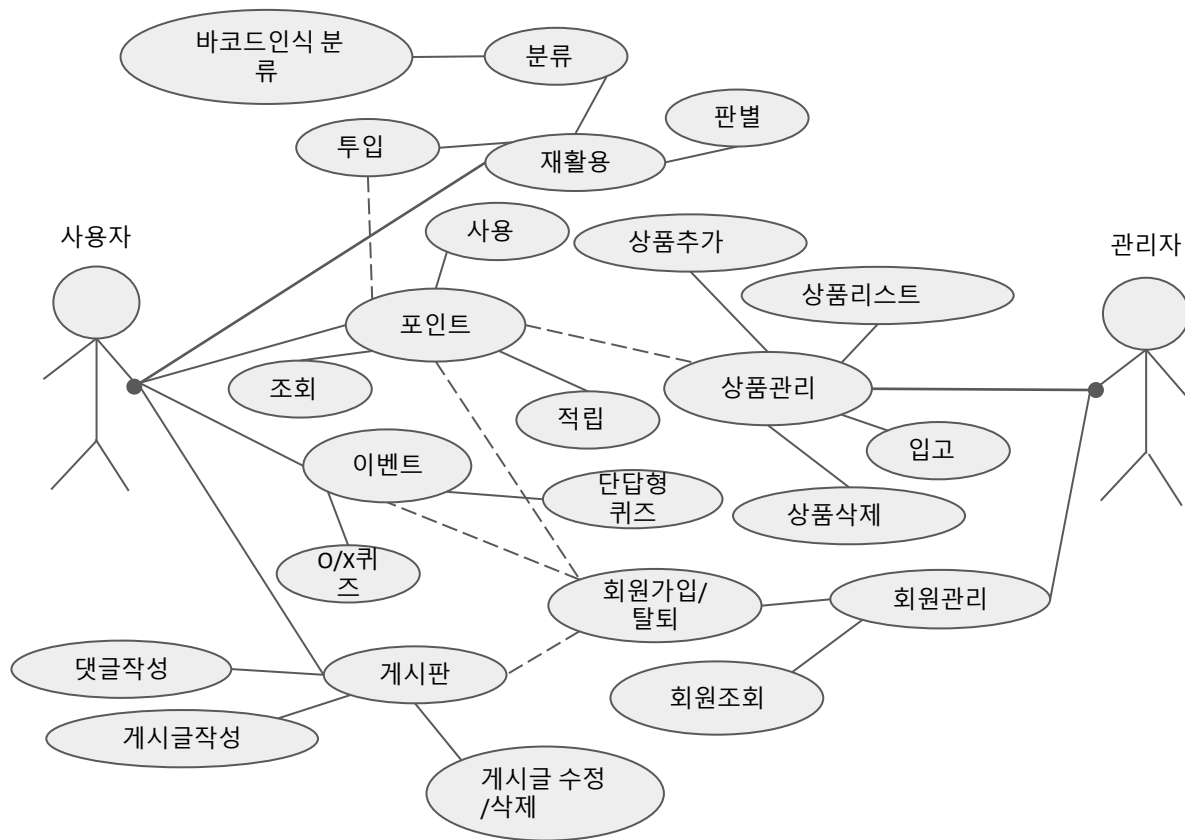 바코드인식 분
류
분류
판별
투입
재활용
사용자
사용
상품추가
관리자
상품리스트
포인트
조회
상품관리
적립
입고
이벤트
단답형
퀴즈
상품삭제
O/X퀴
즈
회원가입/
탈퇴
회원관리
댓글작성
게시판
회원조회
게시글작성
게시글 수정
/삭제